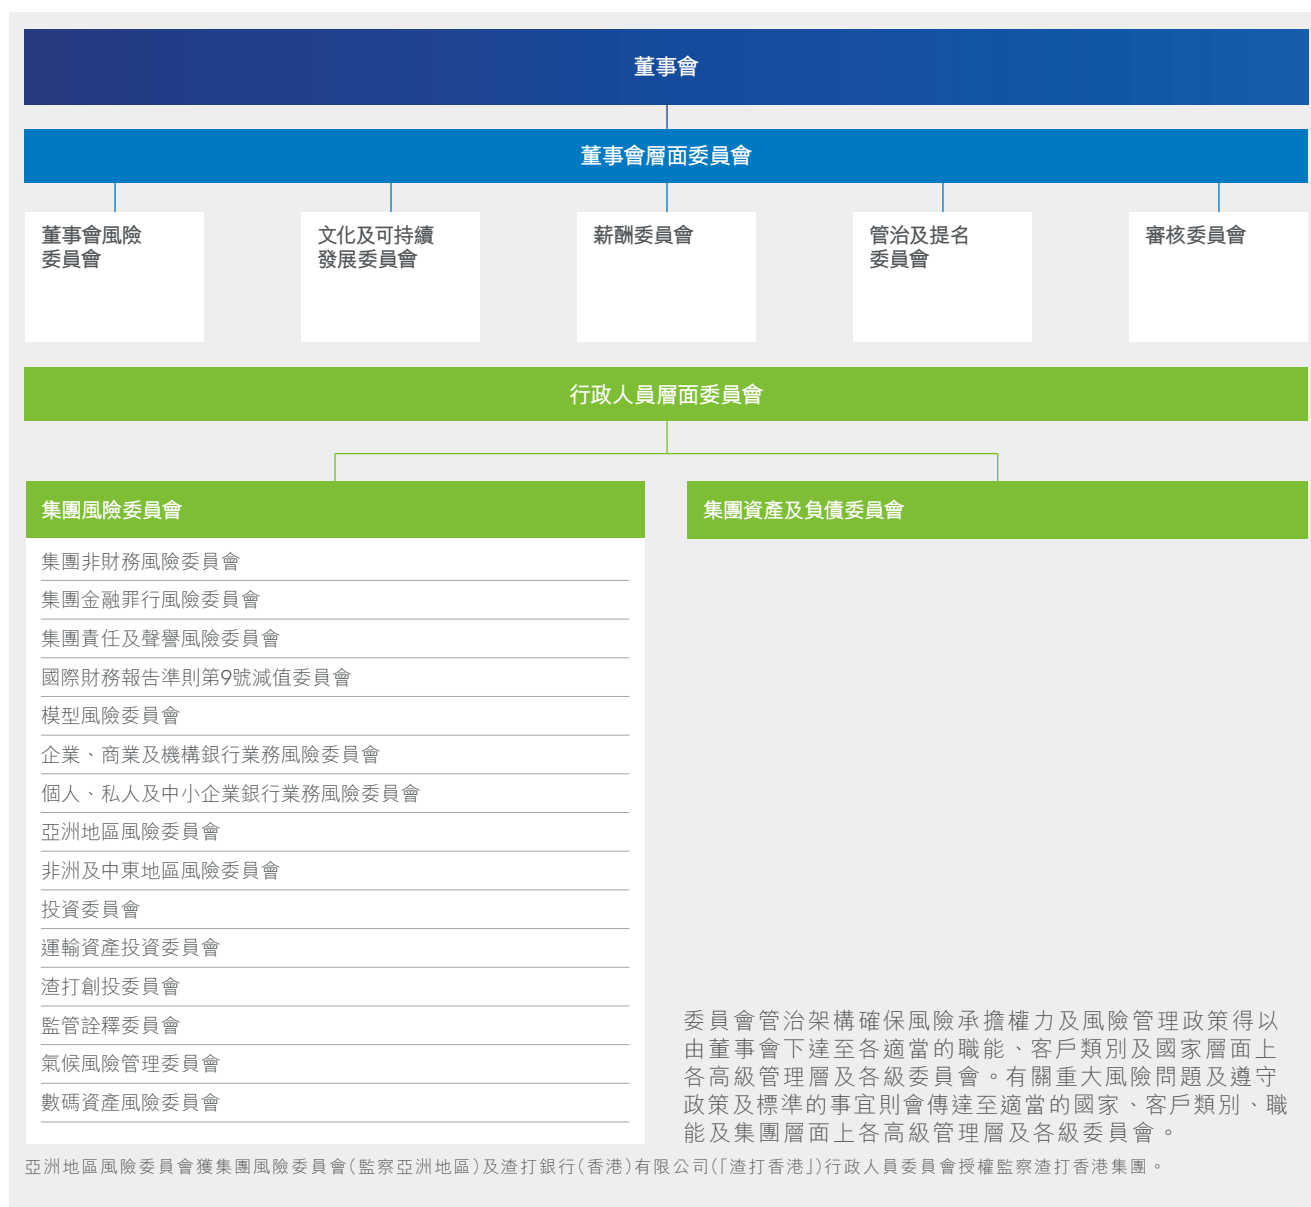 董事會
董事會層面委員會
董事會風險
委員會
文化及可持續
發展委員會
薪酬委員會
管治及提名
委員會
審核委員會
行政人員層面委員會
集團風險委員會
集團非財務風險委員會
集團金融罪行風險委員會
集團責任及聲譽風險委員會
國際財務報告準則第9號減值委員會
模型風險委員會
企業、商業及機構銀行業務風險委員會
個人、私人及中小企業銀行業務風險委員會
亞洲地區風險委員會
非洲及中東地區風險委員會
投資委員會
運輸資產投資委員會
渣打創投委員會
監管詮釋委員會
氣候風險管理委員會
數碼資產風險委員會
集團資產及負債委員會
委員會管治架構確保風險承擔權力及風險管理政策得以
由董事會下達至各適當的職能、客戶類別及國家層面上
各高級管理層及各級委員會。有關重大風險問題及遵守
政策及標準的事宜則會傳達至適當的國家、客戶類別、職
能及集團層面上各高級管理層及各級委員會。
亞洲地區風險委員會獲集團風險委員會(監察亞洲地區)及渣打銀行(香港)有限公司(「渣打香港」)行政人員委員會授權監察渣打香港集團。